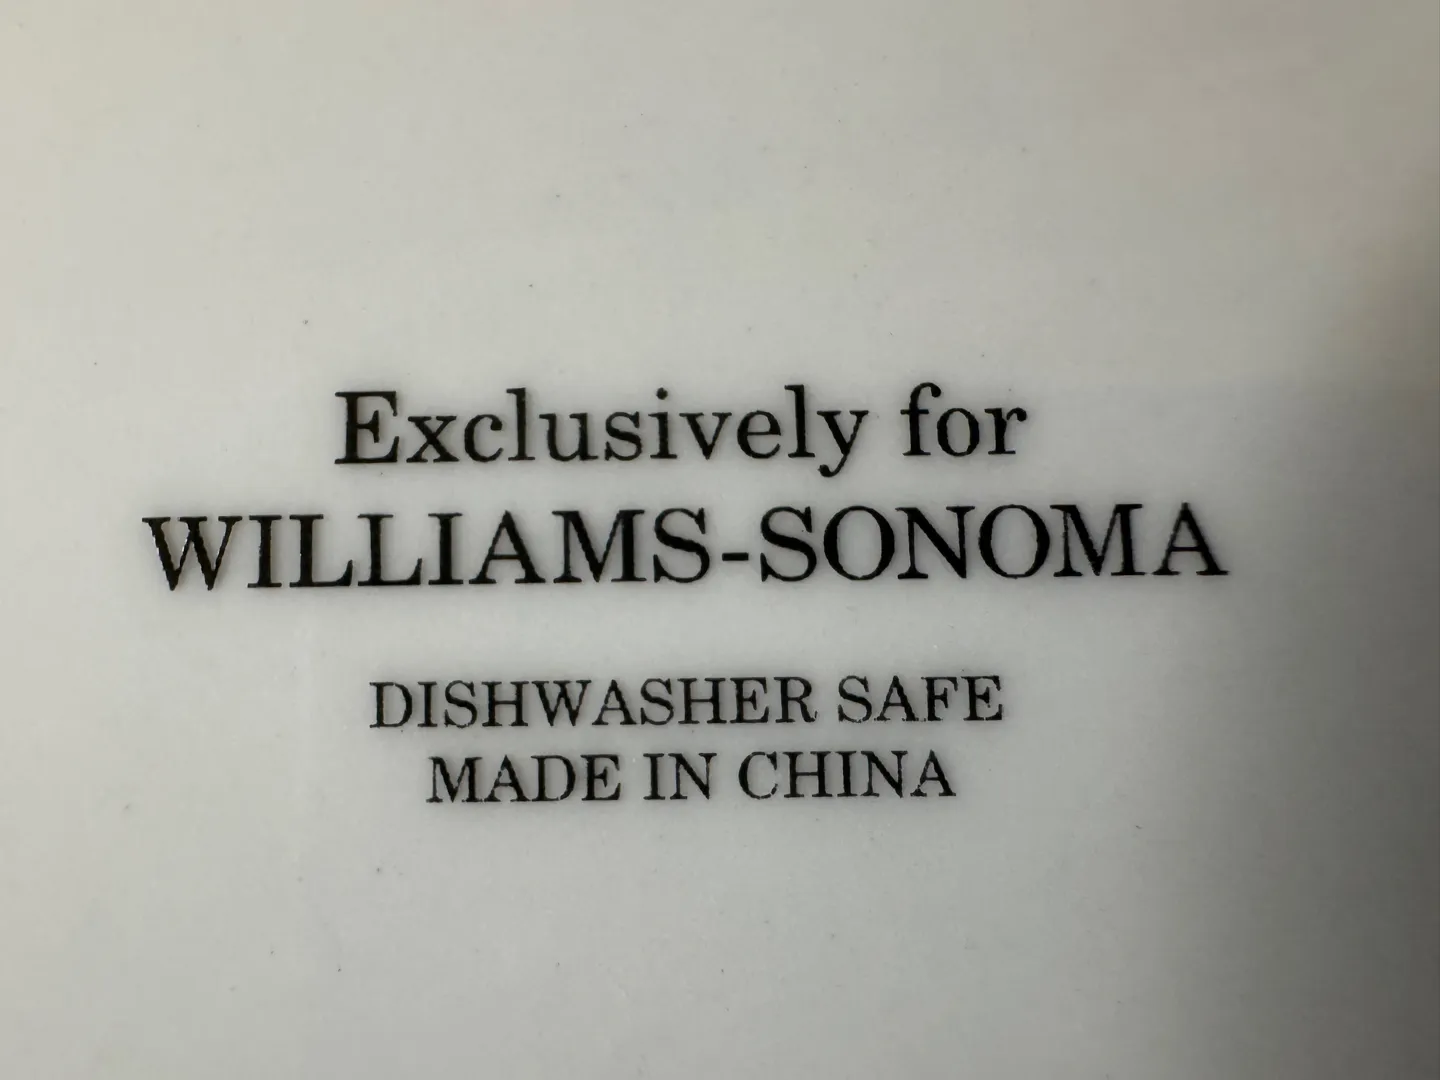 Exclusively for
WILLIAMS-SONOMA
DISHWASHER SAFE
MADE IN CHINA